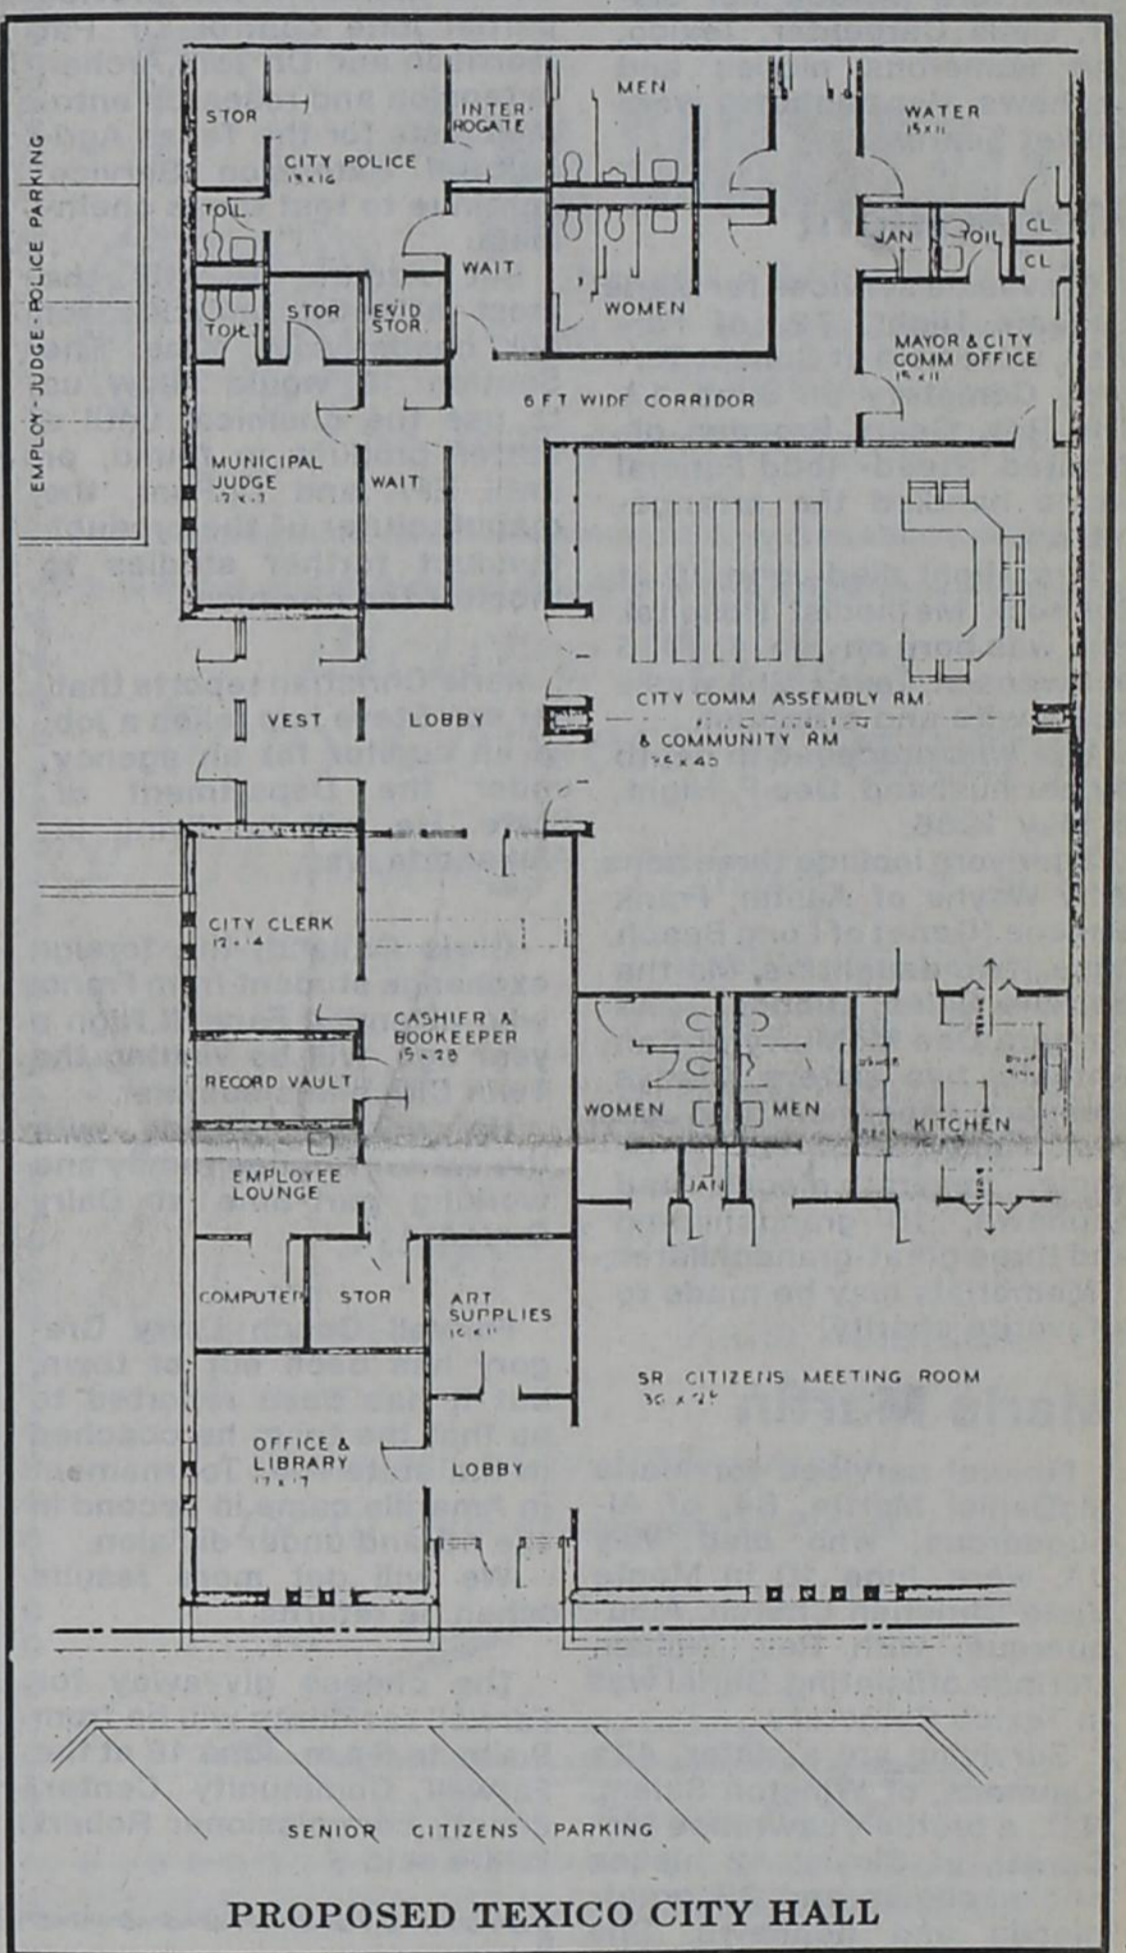 EMPLOY-JUDGE-POLICE PARKING
STOR
CITY POLICE
INTER-
ROGATE
MEN
WATER
15x11
TOIL
WAIT
JAN
TOIL
CL
CL
TOIL
STOR
EVID
STOR.
WOMEN
MAYOR & CITY
COMM OFFICE
15x11
6 FT WIDE CORRIDOR
MUNICIPAL
JUDGE
WAIT
VEST
LOBBY
CITY COMM ASSEMBLY RM
& COMMUNITY RM
CITY CLERK
12x14
CASHIER &
BOOKEEPER
15x28
RECORD VAULT
WOMEN
MEN
KITCHEN
EMPLOYEE
LOUNGE
JAN
COMPUTER
STOR
ART
SUPPLIES
SR CITIZENS MEETING ROOM
OFFICE &
LIBRARY
17x17
LOBBY
SENIOR CITIZENS PARKING
PROPOSED TEXICO CITY HALL